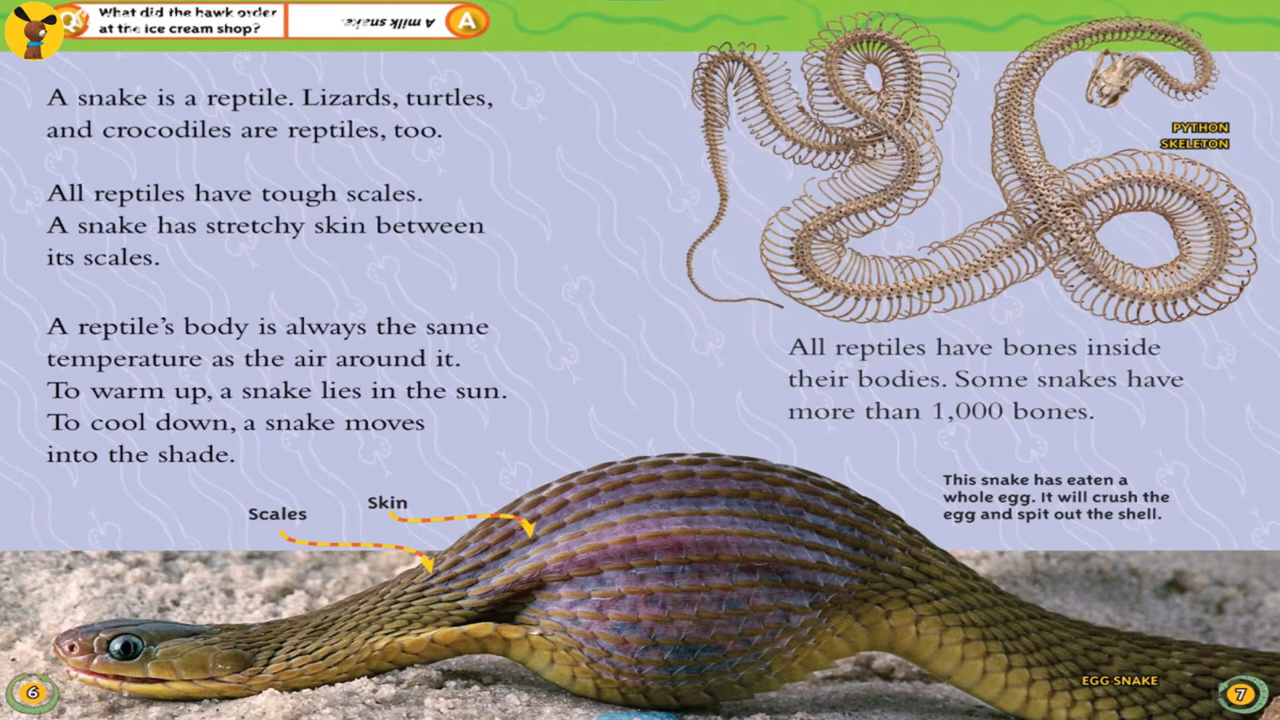 Q
What did the hawk order
at the ice cream shop?
A milk snake.
A
A snake is a reptile. Lizards, turtles,
and crocodiles are reptiles, too.
All reptiles have tough scales.
A snake has stretchy skin between
its scales.
A reptile's body is always the same
temperature as the air around it.
To warm up, a snake lies in the sun.
To cool down, a snake moves
into the shade.
Scales
Skin
6
PYTHON
SKELETON
All reptiles have bones inside
their bodies. Some snakes have
more than 1,000 bones.
This snake has eaten a
whole egg. It will crush the
egg and spit out the shell.
EGG SNAKE
7